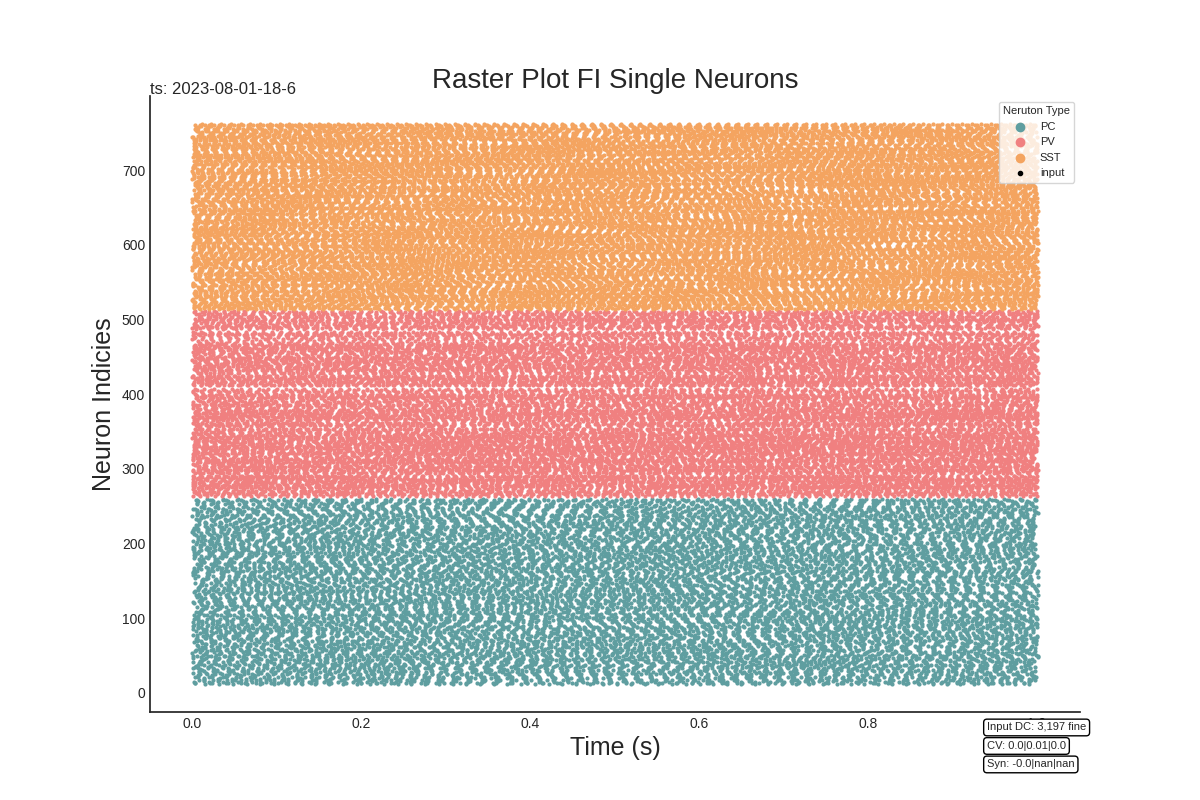 Raster Plot FI Single Neurons
ts: 2023-08-01-18-6
Neruton Type
PC
PV
SST
input
700
600
500
400
300
200
100
0
Neuron Indicies
0.0 0.2 0.4 0.6 0.8
Time (s)
Input DC: 3,197 fine
CV: 0.0|0.01|0.0
Syn: -0.0|nan|nan